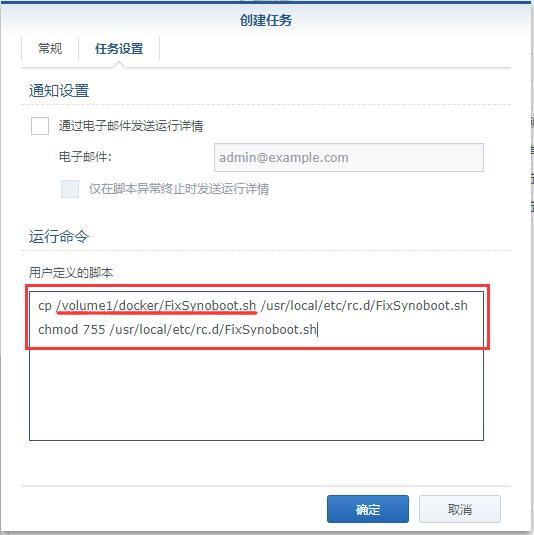 创建任务
常规
任务设置
通知设置
通过电子邮件发送运行详情
电子邮件:
admin@example.com
仅在脚本异常终止时发送运行详情
运行命令
用户定义的脚本
cp /volume1/docker/FixSynoboot.sh /usr/local/etc/rc.d/FixSynoboot.sh
chmod 755 /usr/local/etc/rc.d/FixSynoboot.sh
确定
取消